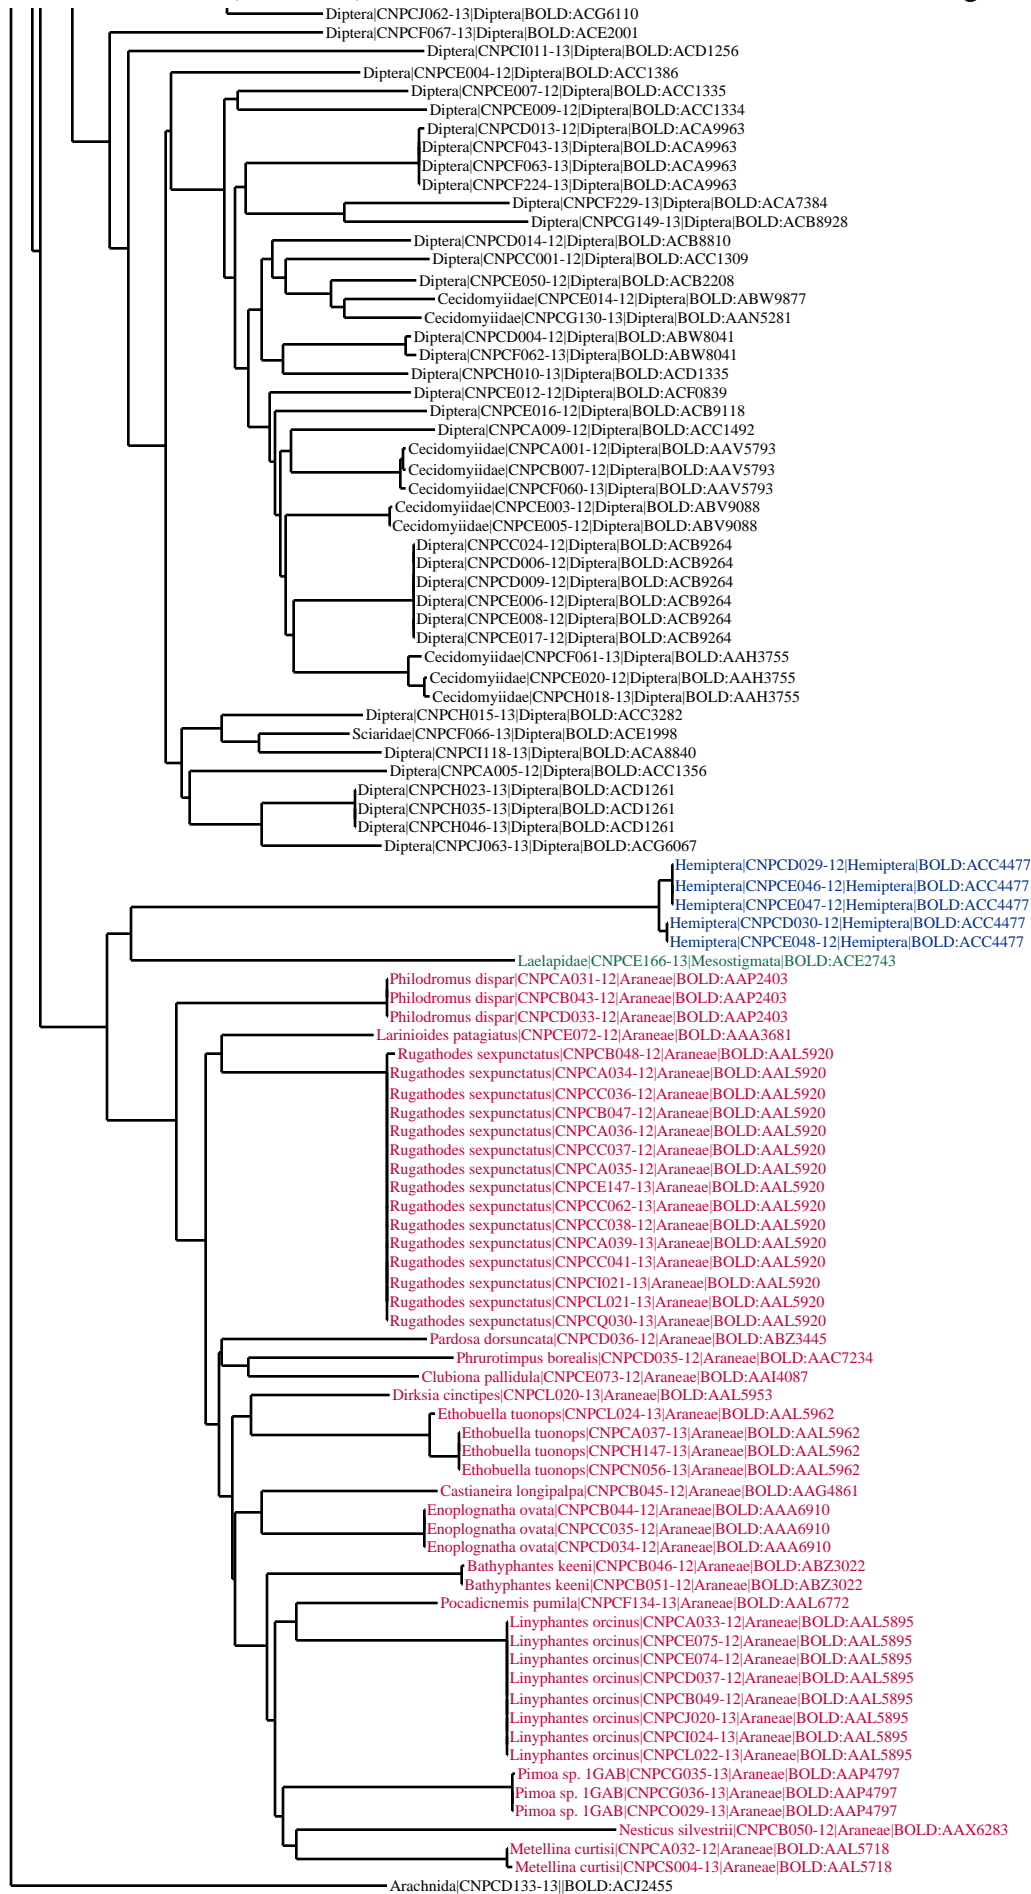 Diptera|CNPCJ062-13|Diptera|BOLD:ACG6110
Diptera|CNPCF067-13|Diptera|BOLD:ACE2001
Diptera|CNPCI011-13|Diptera|BOLD:ACD1256
Diptera|CNPCE004-12|Diptera|BOLD:ACC1386
Diptera|CNPCE007-12|Diptera|BOLD:ACC1335
Diptera|CNPCE009-12|Diptera|BOLD:ACC1334
Diptera|CNPCD013-12|Diptera|BOLD:ACA9963
Diptera|CNPCF043-13|Diptera|BOLD:ACA9963
Diptera|CNPCF063-13|Diptera|BOLD:ACA9963
Diptera|CNPCF224-13|Diptera|BOLD:ACA9963
Diptera|CNPCF229-13|Diptera|BOLD:ACA7384
Diptera|CNPCG149-13|Diptera|BOLD:ACB8928
Diptera|CNPCD014-12|Diptera|BOLD:ACB8810
Diptera|CNPCC001-12|Diptera|BOLD:ACC1309
Diptera|CNPCE050-12|Diptera|BOLD:ACB2208
Cecidomyiidae|CNPCE014-12|Diptera|BOLD:ABW9877
Cecidomyiidae|CNPCG130-13|Diptera|BOLD:AAN5281
Diptera|CNPCD004-12|Diptera|BOLD:ABW8041
Diptera|CNPCF062-13|Diptera|BOLD:ABW8041
Diptera|CNPCH010-13|Diptera|BOLD:ACD1335
Diptera|CNPCE012-12|Diptera|BOLD:ACF0839
Diptera|CNPCE016-12|Diptera|BOLD:ACB9118
Diptera|CNPCA009-12|Diptera|BOLD:ACC1492
Cecidomyiidae|CNPCA001-12|Diptera|BOLD:AAV5793
Cecidomyiidae|CNPCB007-12|Diptera|BOLD:AAV5793
Cecidomyiidae|CNPCF060-13|Diptera|BOLD:AAV5793
Cecidomyiidae|CNPCE003-12|Diptera|BOLD:ABV9088
Cecidomyiidae|CNPCE005-12|Diptera|BOLD:ABV9088
Diptera|CNPCC024-12|Diptera|BOLD:ACB9264
Diptera|CNPCD006-12|Diptera|BOLD:ACB9264
Diptera|CNPCD009-12|Diptera|BOLD:ACB9264
Diptera|CNPCE006-12|Diptera|BOLD:ACB9264
Diptera|CNPCE008-12|Diptera|BOLD:ACB9264
Diptera|CNPCE017-12|Diptera|BOLD:ACB9264
Cecidomyiidae|CNPCF061-13|Diptera|BOLD:AAH3755
Cecidomyiidae|CNPCE020-12|Diptera|BOLD:AAH3755
Cecidomyiidae|CNPCH018-13|Diptera|BOLD:AAH3755
Diptera|CNPCH015-13|Diptera|BOLD:ACC3282
Sciaridae|CNPCF066-13|Diptera|BOLD:ACE1998
Diptera|CNPCI118-13|Diptera|BOLD:ACA8840
Diptera|CNPCA005-12|Diptera|BOLD:ACC1356
Diptera|CNPCH023-13|Diptera|BOLD:ACD1261
Diptera|CNPCH035-13|Diptera|BOLD:ACD1261
Diptera|CNPCH046-13|Diptera|BOLD:ACD1261
Diptera|CNPCJ063-13|Diptera|BOLD:ACG6067
Hemiptera|CNPCD029-12|Hemiptera|BOLD:ACC4477
Hemiptera|CNPCE046-12|Hemiptera|BOLD:ACC4477
Hemiptera|CNPCE047-12|Hemiptera|BOLD:ACC4477
Hemiptera|CNPCD030-12|Hemiptera|BOLD:ACC4477
Hemiptera|CNPCE048-12|Hemiptera|BOLD:ACC4477
Laelapidae|CNPCE166-13|Mesostigmata|BOLD:ACE2743
Philodromus dispar|CNPCA031-12|Araneae|BOLD:AAP2403
Philodromus dispar|CNPCB043-12|Araneae|BOLD:AAP2403
Philodromus dispar|CNPCD033-12|Araneae|BOLD:AAP2403
Larinioides patagiatus|CNPCE072-12|Araneae|BOLD:AAA3681
Rugathodes sexpunctatus|CNPCB048-12|Araneae|BOLD:AAL5920
Rugathodes sexpunctatus|CNPCA034-12|Araneae|BOLD:AAL5920
Rugathodes sexpunctatus|CNPCC036-12|Araneae|BOLD:AAL5920
Rugathodes sexpunctatus|CNPCB047-12|Araneae|BOLD:AAL5920
Rugathodes sexpunctatus|CNPCA036-12|Araneae|BOLD:AAL5920
Rugathodes sexpunctatus|CNPCC037-12|Araneae|BOLD:AAL5920
Rugathodes sexpunctatus|CNPCA035-12|Araneae|BOLD:AAL5920
Rugathodes sexpunctatus|CNPCE147-13|Araneae|BOLD:AAL5920
Rugathodes sexpunctatus|CNPCC062-13|Araneae|BOLD:AAL5920
Rugathodes sexpunctatus|CNPCC038-12|Araneae|BOLD:AAL5920
Rugathodes sexpunctatus|CNPCA039-13|Araneae|BOLD:AAL5920
Rugathodes sexpunctatus|CNPCC041-13|Araneae|BOLD:AAL5920
Rugathodes sexpunctatus|CNPCI021-13|Araneae|BOLD:AAL5920
Rugathodes sexpunctatus|CNPCL021-13|Araneae|BOLD:AAL5920
Rugathodes sexpunctatus|CNPCQ030-13|Araneae|BOLD:AAL5920
Pardosa dorsuncata|CNPCD036-12|Araneae|BOLD:ABZ3445
Phrurotimpus borealis|CNPCD035-12|Araneae|BOLD:AAC7234
Clubiona pallidula|CNPCE073-12|Araneae|BOLD:AAI4087
Dirksia cinctipes|CNPCL020-13|Araneae|BOLD:AAL5953
Ethobuella tuonops|CNPCL024-13|Araneae|BOLD:AAL5962
Ethobuella tuonops|CNPCA037-13|Araneae|BOLD:AAL5962
Ethobuella tuonops|CNPCH147-13|Araneae|BOLD:AAL5962
Ethobuella tuonops|CNPCN056-13|Araneae|BOLD:AAL5962
Castianeira longipalpa|CNPCB045-12|Araneae|BOLD:AAG4861
Enoplognatha ovata|CNPCB044-12|Araneae|BOLD:AAA6910
Enoplognatha ovata|CNPCC035-12|Araneae|BOLD:AAA6910
Enoplognatha ovata|CNPCD034-12|Araneae|BOLD:AAA6910
Bathyphantes keeni|CNPCB046-12|Araneae|BOLD:ABZ3022
Bathyphantes keeni|CNPCB051-12|Araneae|BOLD:ABZ3022
Pocadicnemis pumila|CNPCF134-13|Araneae|BOLD:AAL6772
Linyphantes orcinus|CNPCA033-12|Araneae|BOLD:AAL5895
Linyphantes orcinus|CNPCE075-12|Araneae|BOLD:AAL5895
Linyphantes orcinus|CNPCE074-12|Araneae|BOLD:AAL5895
Linyphantes orcinus|CNPCD037-12|Araneae|BOLD:AAL5895
Linyphantes orcinus|CNPCB049-12|Araneae|BOLD:AAL5895
Linyphantes orcinus|CNPCJ020-13|Araneae|BOLD:AAL5895
Linyphantes orcinus|CNPCI024-13|Araneae|BOLD:AAL5895
Linyphantes orcinus|CNPCL022-13|Araneae|BOLD:AAL5895
Pimoa sp. 1GAB|CNPCG035-13|Araneae|BOLD:AAP4797
Pimoa sp. 1GAB|CNPCG036-13|Araneae|BOLD:AAP4797
Pimoa sp. 1GAB|CNPCO029-13|Araneae|BOLD:AAP4797
Nesticus silvestrii|CNPCB050-12|Araneae|BOLD:AAX6283
Metellina curtisi|CNPCA032-12|Araneae|BOLD:AAL5718
Metellina curtisi|CNPCS004-13|Araneae|BOLD:AAL5718
Arachnida|CNPCD133-13||BOLD:ACJ2455